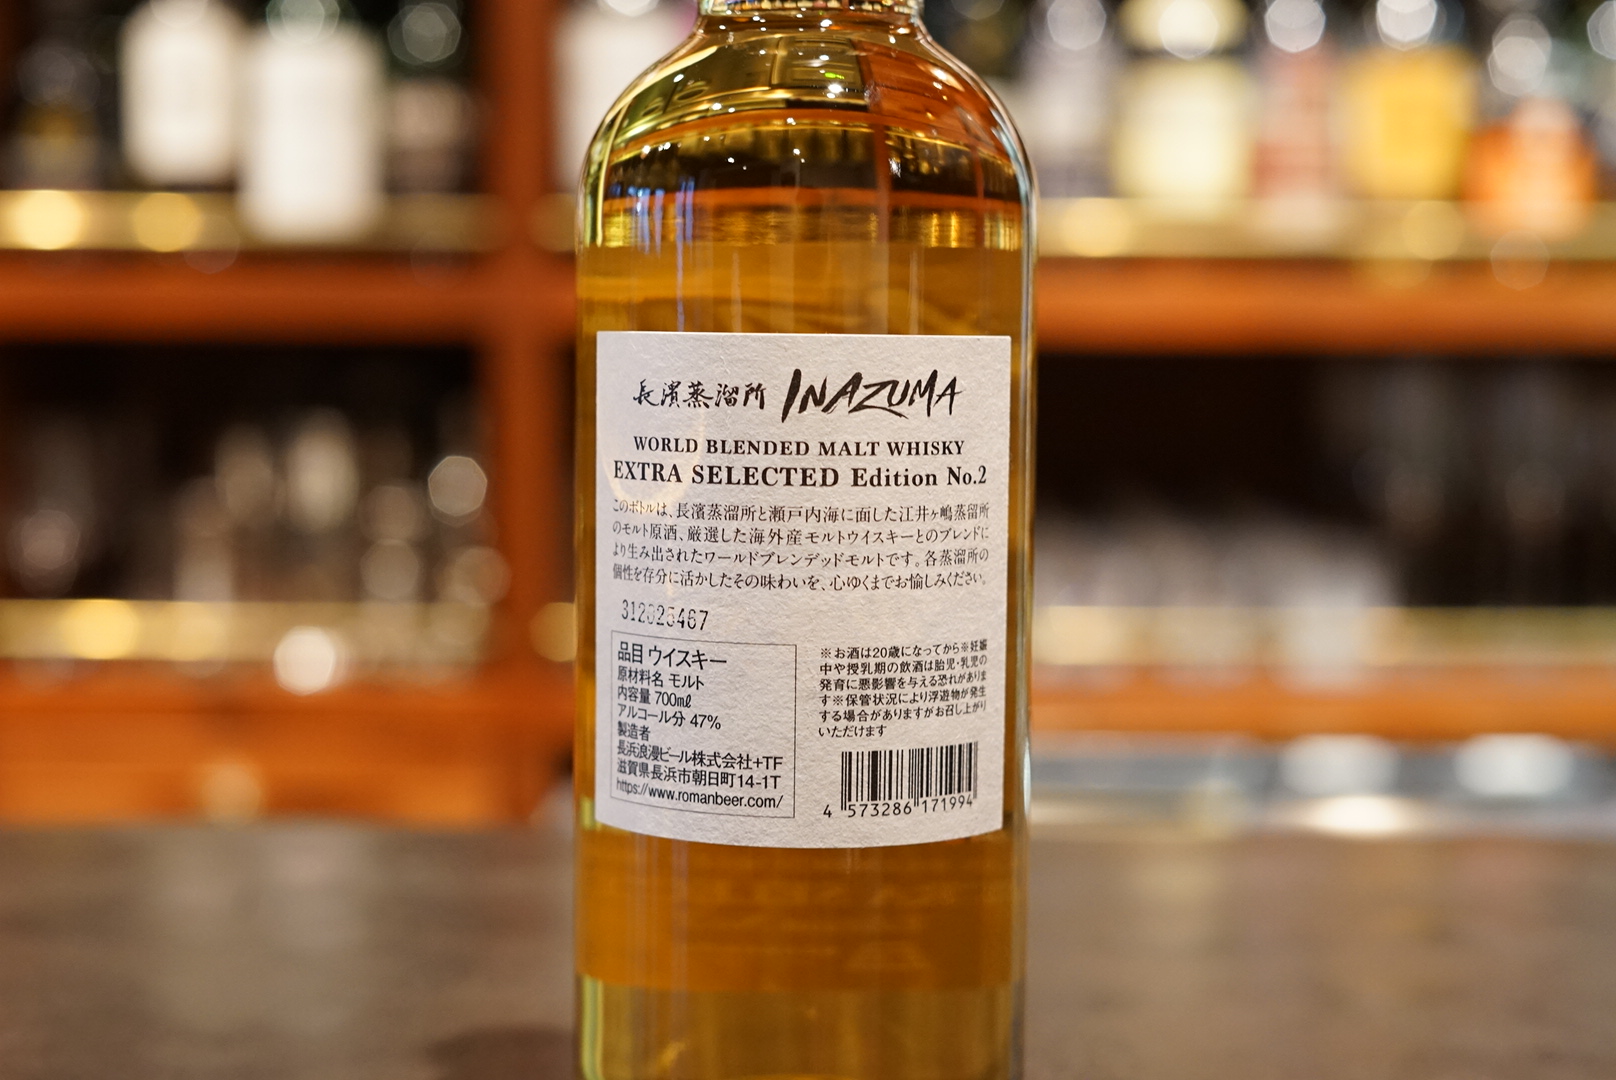 長濱蒸溜所 INAZUMA
WORLD BLENDED MALT WHISKY
EXTRA SELECTED Edition No.2
このボトルは、長濱蒸溜所と瀬戸内海に面した江井ヶ嶋蒸留所
のモルト原酒、厳選した海外産モルトウイスキーとのブレンドに
より生み出されたワールドブレンデッドモルトです。各蒸溜所の
個性を存分に活かしたその味わいを、心ゆくまでお愉しみください。
品目 ウイスキー
原材料名 モルト
内容量 700㎖
アルコール分 47%
製造者
長浜浪漫ビール株式会社+TF
滋賀県長浜市朝日町14-1T
https://www.romanbeer.com/
※お酒は20歳になってから※妊娠
中や授乳期の飲酒は胎児・乳児の
発育に悪影響を与える恐れがありま
す※保管状況により浮遊物が発生
する場合がありますがお召し上がり
いただけます
4 573286 171994